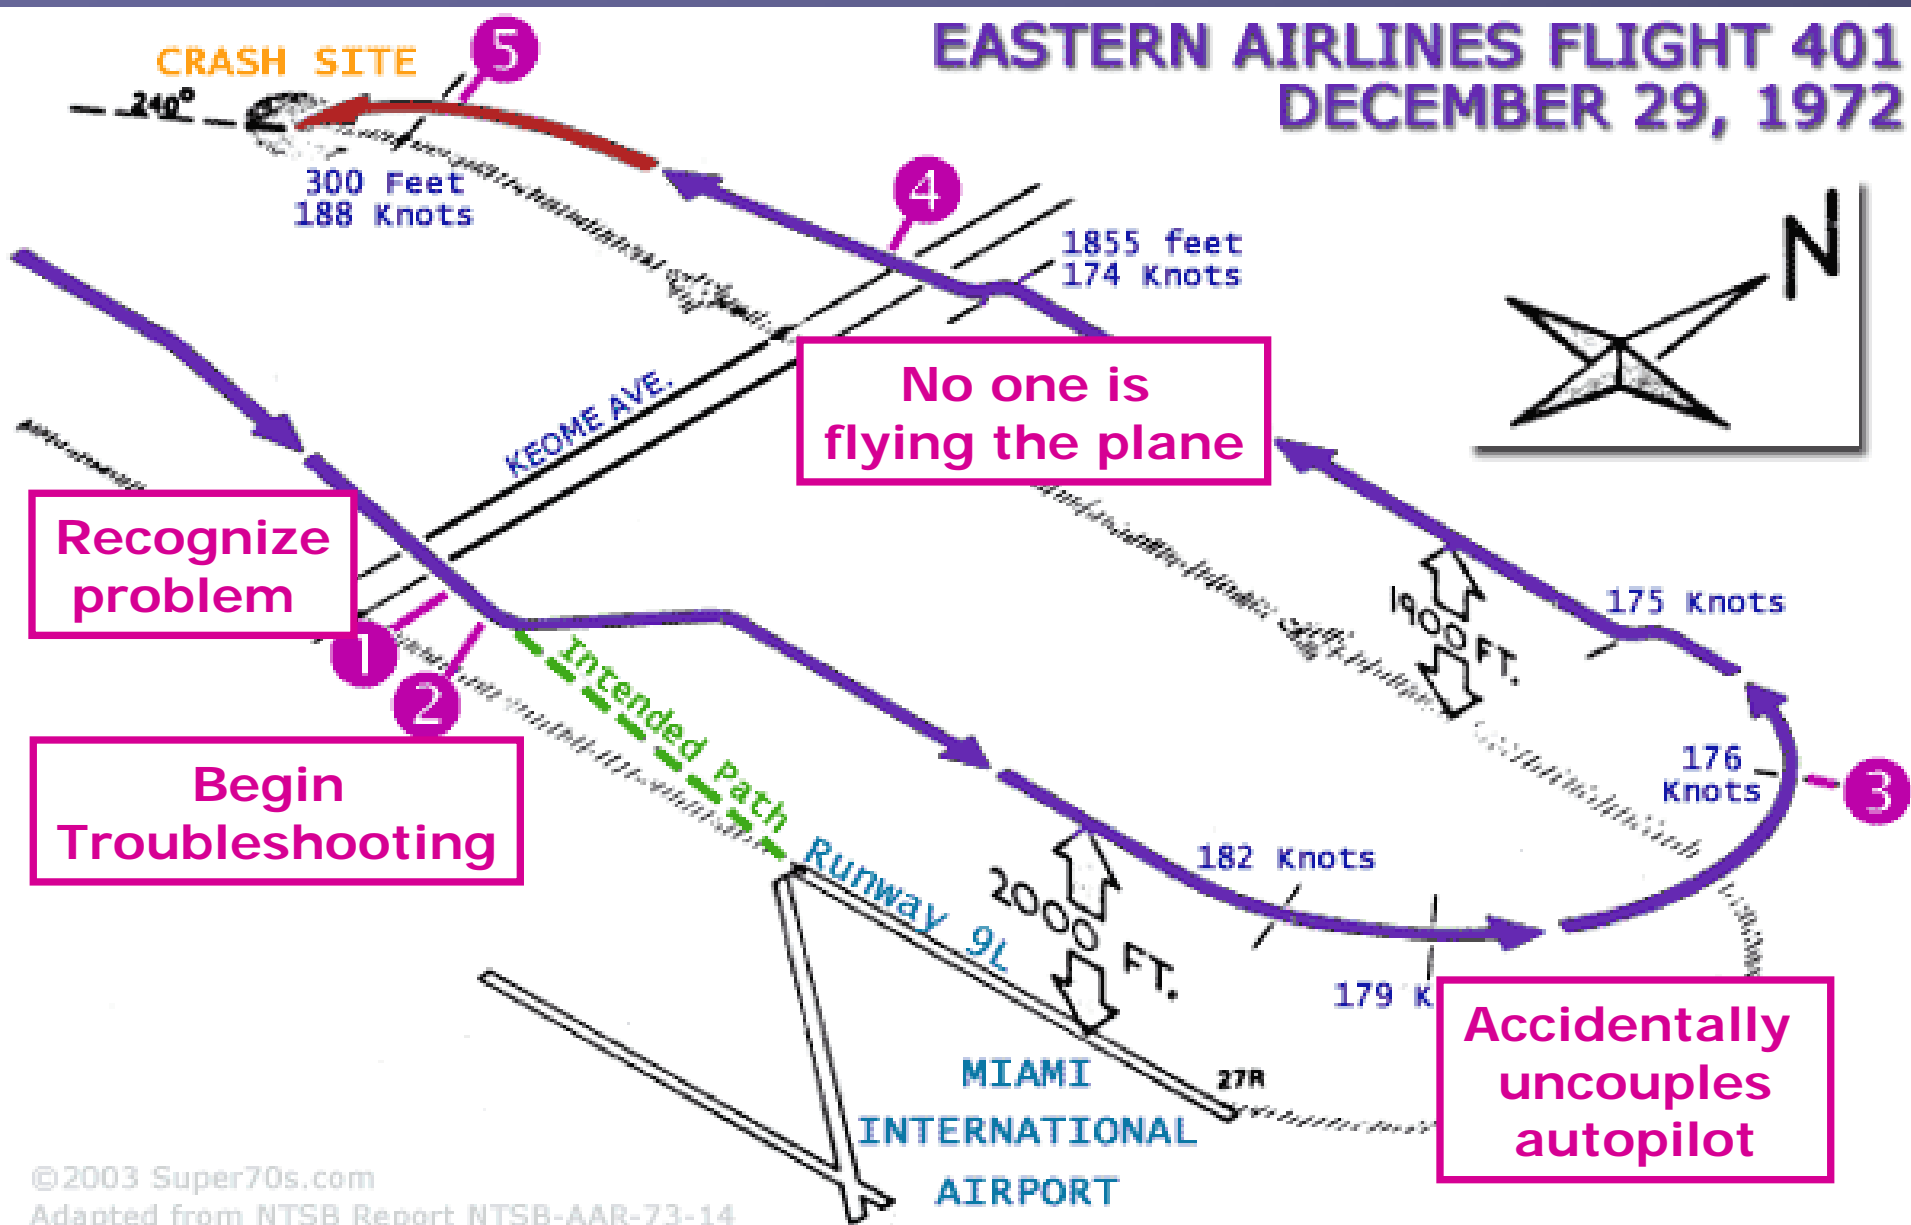 EASTERN AIRLINES FLIGHT 401
DECEMBER 29, 1972
5
CRASH SITE
240°
300 Feet
188 Knots
4
1855 feet
174 Knots
N
No one is
flying the plane
KEOME AVE.
Recognize
problem
1
2
Begin
Troubleshooting
Intended Path
1900 FT.
175 Knots
176
Knots
3
182 Knots
179 K
Runway 9L
2000 FT.
27R
MIAMI
INTERNATIONAL
AIRPORT
Accidentally
uncouples
autopilot
©2003 Super70s.com
Adapted from NTSB Report NTSB-AAR-73-14